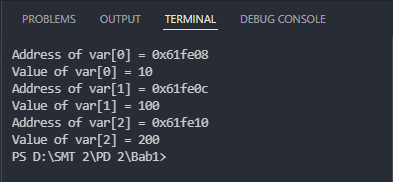 PROBLEMS OUTPUT TERMINAL DEBUG CONSOLE
Address of var[0] = 0x61fe08
Value of var[0] = 10
Address of var[1] = 0x61fe0c
Value of var[1] = 100
Address of var[2] = 0x61fe10
Value of var[2] = 200
PS D:\SMT 2\PD 2\Bab1>